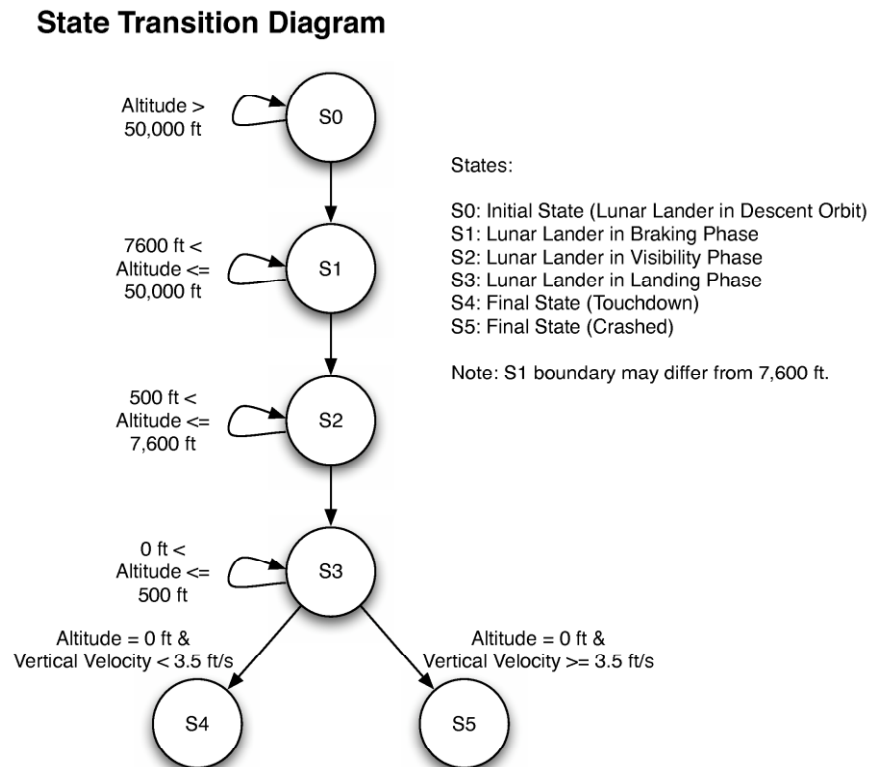 State Transition Diagram
Altitude >
50,000 ft
S0
States:
S0: Initial State (Lunar Lander in Descent Orbit)
S1: Lunar Lander in Braking Phase
S2: Lunar Lander in Visibility Phase
S3: Lunar Lander in Landing Phase
S4: Final State (Touchdown)
S5: Final State (Crashed)
Note: S1 boundary may differ from 7,600 ft.
7600 ft <
Altitude <=
50,000 ft
S1
500 ft <
Altitude <=
7,600 ft
S2
0 ft <
Altitude <=
500 ft
S3
Altitude = 0 ft &
Vertical Velocity < 3.5 ft/s
Altitude = 0 ft &
Vertical Velocity >= 3.5 ft/s
S4
S5